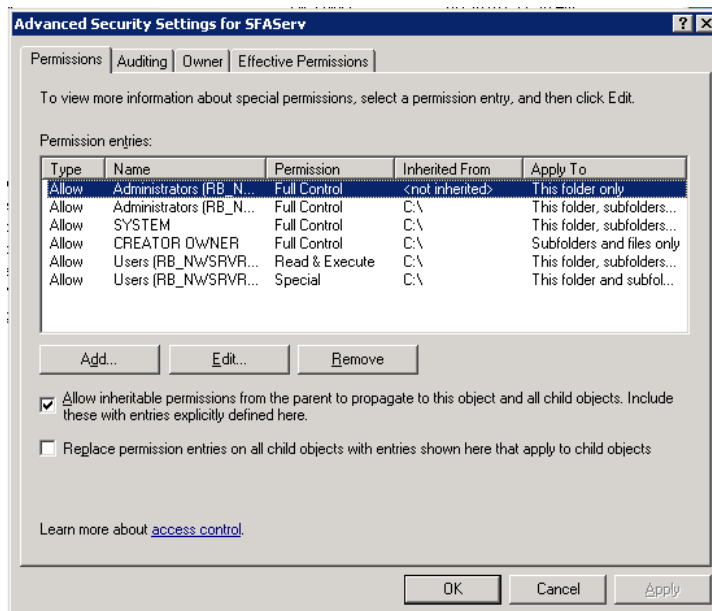 Advanced Security Settings for SFAServ
Permissions Auditing Owner Effective Permissions
To view more information about special permissions, select a permission entry, and then click Edit.
Permission entries:
Type Name Permission Inherited From Apply To
Allow Administrators (RB_N... Full Control <not inherited> This folder only
Allow Administrators (RB_N... Full Control C:\ This folder, subfolders...
Allow SYSTEM Full Control C:\ This folder, subfolders...
Allow CREATOR OWNER Full Control C:\ Subfolders and files only
Allow Users (RB_NWSRVR... Read & Execute C:\ This folder, subfolders...
Allow Users (RB_NWSRVR... Special C:\ This folder and subfol...
Add... Edit... Remove
Allow inheritable permissions from the parent to propagate to this object and all child objects. Include
these with entries explicitly defined here.
Replace permission entries on all child objects with entries shown here that apply to child objects
Learn more about access control.
OK Cancel Apply